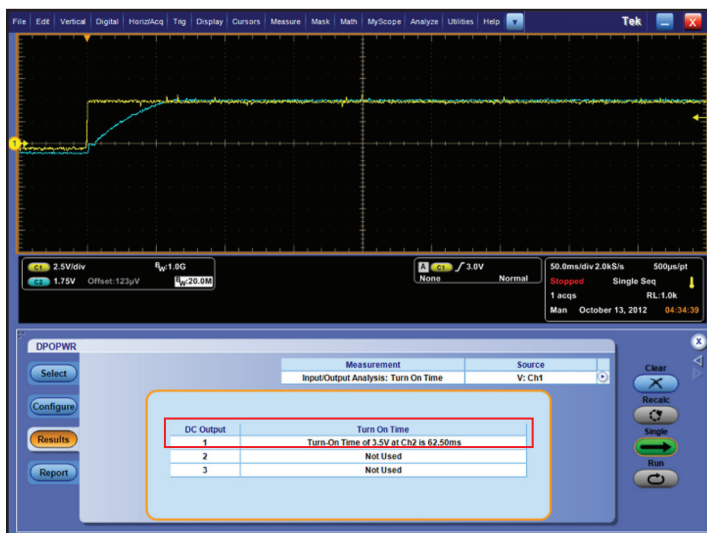 File Edit Vertical Digital Horiz/Acq Trig Display Cursors Measure Mask Math MyScope Analyze Utilities Help Tek X
1
C1 2.5V/div BW:1.0G
C2 1.75V Offset:123µV BW:20.0M
A C1 3.0V
None Normal
50.0ms/div 2.0kS/s 500µs/pt
Stopped Single Seq
1 acqs RL:1.0k
Man October 13, 2012 04:34:39
DPOPWR
Select
Configure
Results
Report
Measurement Source
Input/Output Analysis: Turn On Time V: Ch1
DC Output Turn On Time
1 Turn-On Time of 3.5V at Ch2 is 62.50ms
2 Not Used
3 Not Used
X
Clear
Recalc
Single
Run